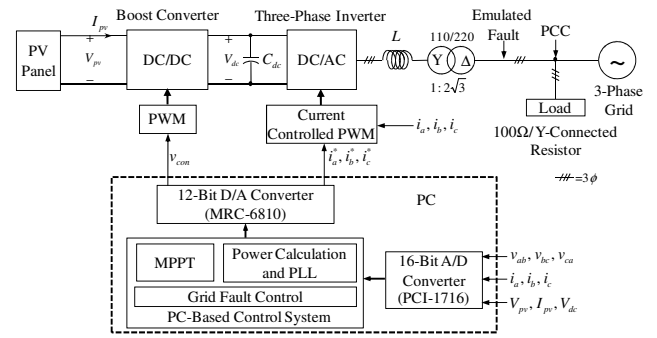 Boost Converter
Three-Phase Inverter
I_pv
PV
Panel
+
V_pv
−
DC/DC
+
V_dc
−
C_dc
DC/AC
L
110/220
Y Δ
1:2√3
Emulated
Fault
PCC
~
3-Phase
Grid
Load
100Ω/Y-Connected
Resistor
=3ϕ
PWM
Current
Controlled PWM
i_a, i_b, i_c
v_con
i_a^*, i_b^*, i_c^*
12-Bit D/A Converter
(MRC-6810)
PC
MPPT
Power Calculation
and PLL
Grid Fault Control
PC-Based Control System
16-Bit A/D
Converter
(PCI-1716)
v_ab, v_bc, v_ca
i_a, i_b, i_c
V_pv, I_pv, V_dc